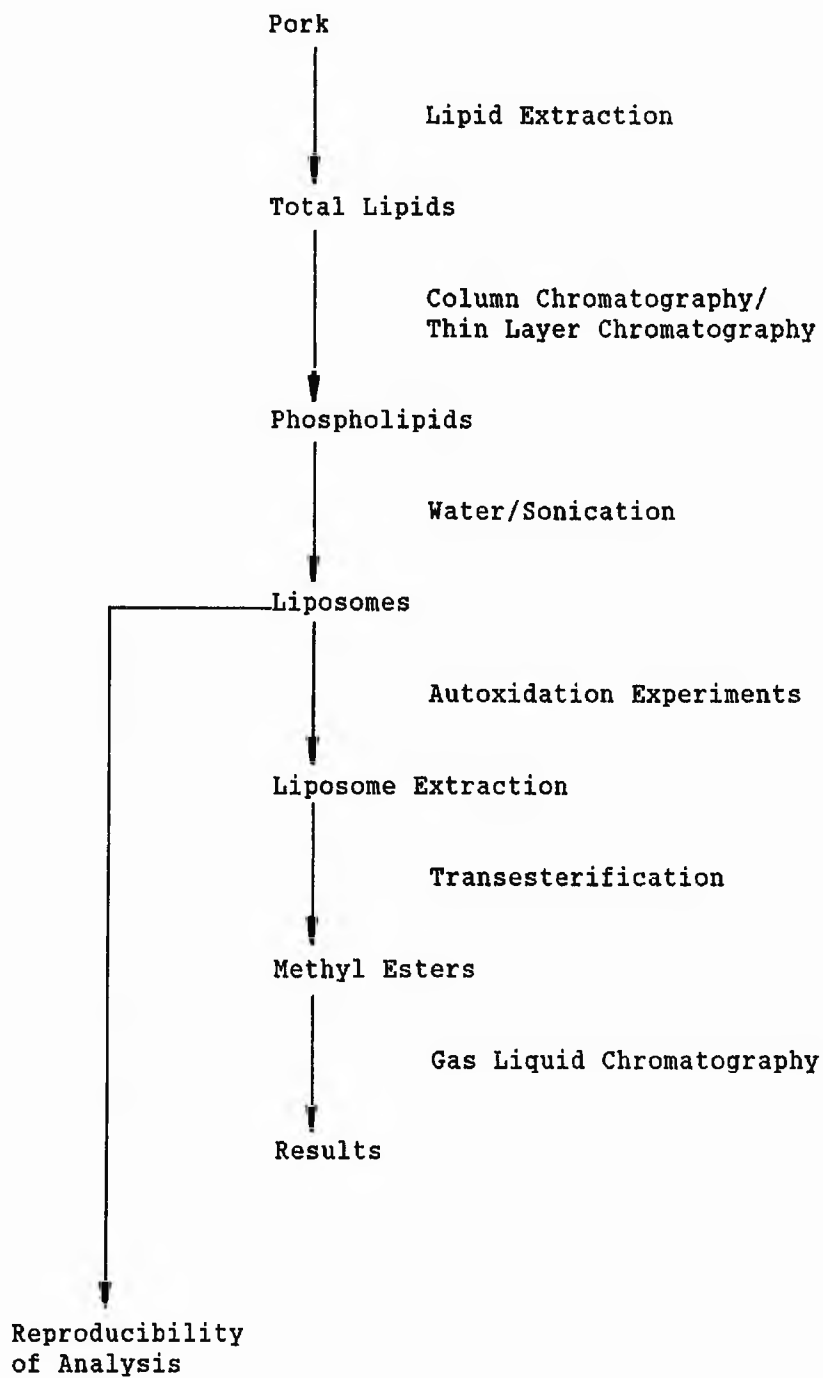 Pork
Lipid Extraction
Total Lipids
Column Chromatography/
Thin Layer Chromatography
Phospholipids
Water/Sonication
Liposomes
Autoxidation Experiments
Liposome Extraction
Transesterification
Methyl Esters
Gas Liquid Chromatography
Results
Reproducibility
of Analysis